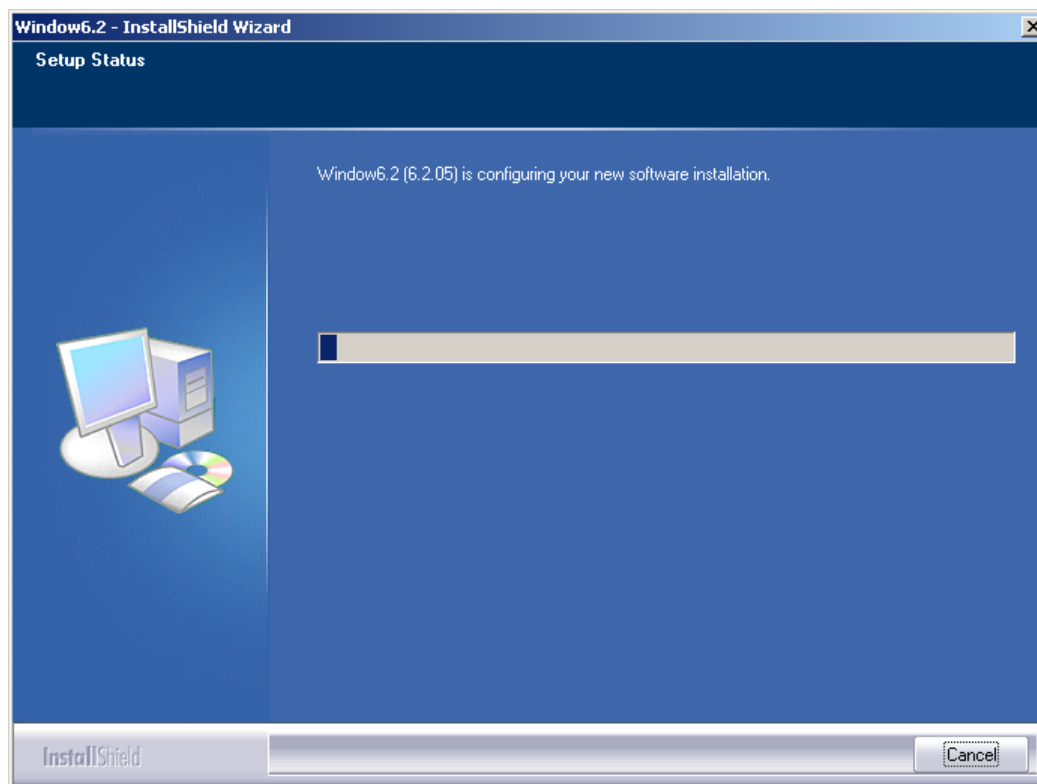 Window6.2 - InstallShield Wizard
Setup Status
Window6.2 (6.2.05) is configuring your new software installation.
InstallShield
Cancel